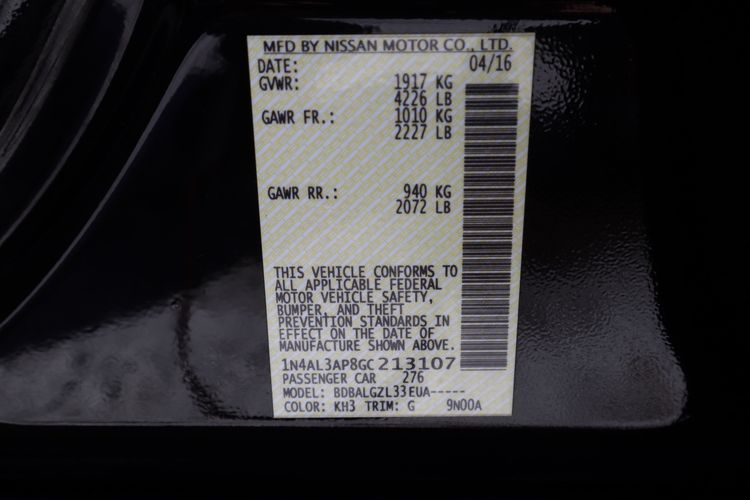 MFD BY NISSAN MOTOR CO., LTD.
DATE: 04/16
GVWR: 1917 KG
4226 LB
GAWR FR.: 1010 KG
2227 LB
GAWR RR.: 940 KG
2072 LB
THIS VEHICLE CONFORMS TO
ALL APPLICABLE FEDERAL
MOTOR VEHICLE SAFETY,
BUMPER, AND THEFT
PREVENTION STANDARDS IN
EFFECT ON THE DATE OF
MANUFACTURE SHOWN ABOVE.
1N4AL3AP8GC213107
PASSENGER CAR 276
MODEL: BDBALGZL33EUA-----
COLOR: KH3 TRIM: G 9N00A